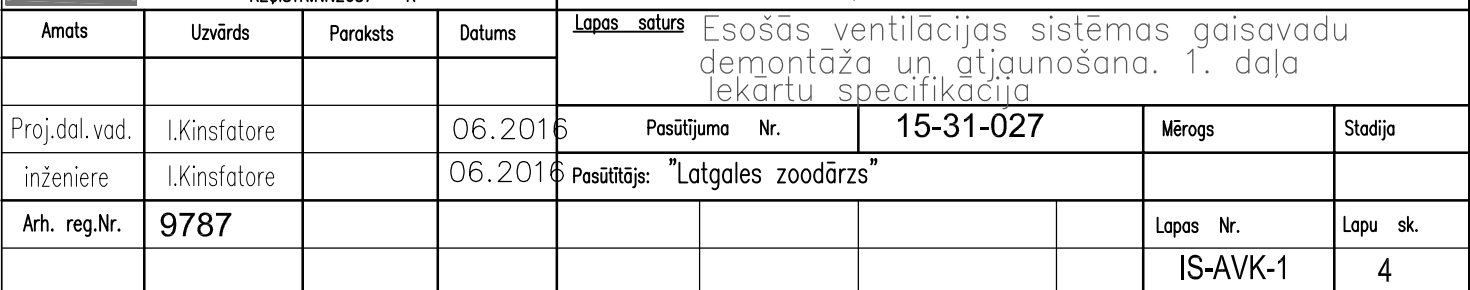 Amats Uzvārds Paraksts Datums Lapas saturs Esošās ventilācijas sistēmas gaisavadu
demontāža un atjaunošana. 1. daļa
Iekārtu specifikācija
Proj.dal.vad. I.Kinsfatore 06.2016 Pasūtījuma Nr. 15-31-027 Mērogs Stadija
inženiere I.Kinsfatore 06.2016 Pasūtītājs: "Latgales zoodārzs"
Arh. reg.Nr. 9787 Lapas Nr. Lapu sk.
IS-AVK-1 4